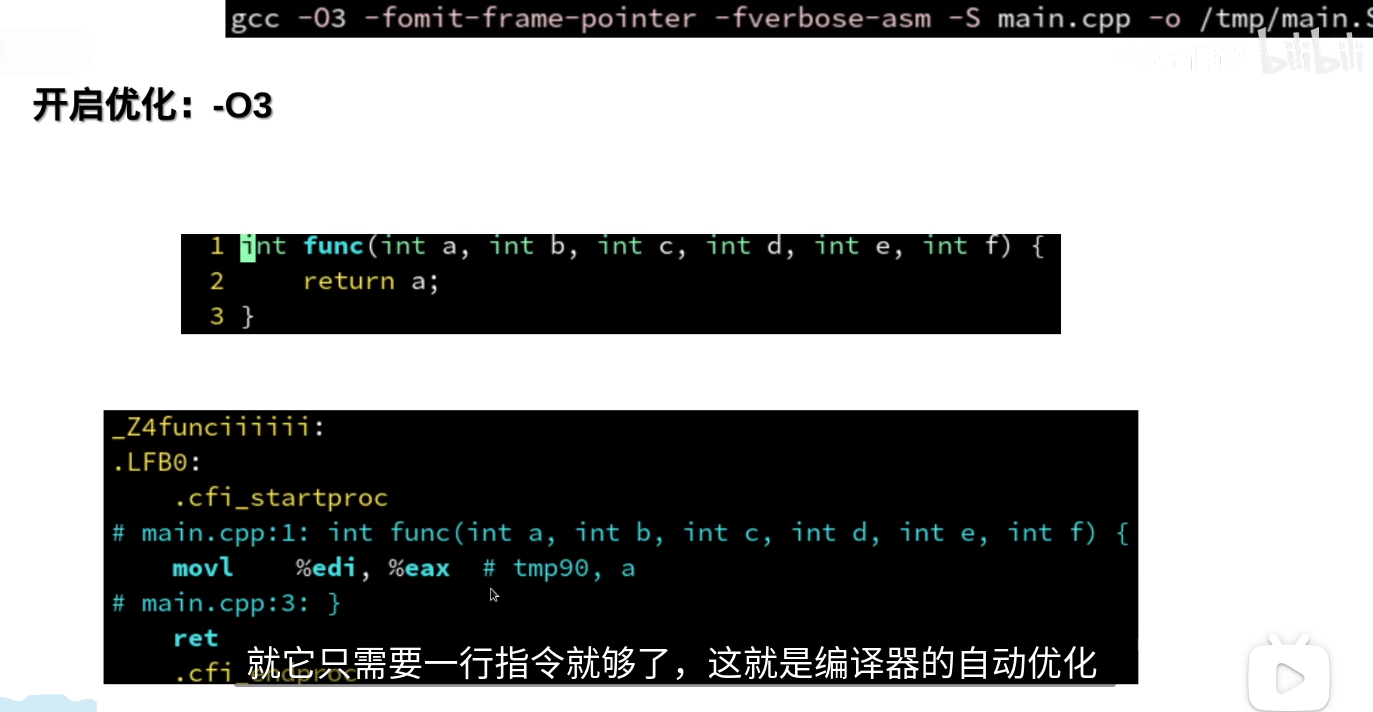 gcc -O3 -fomit-frame-pointer -fverbose-asm -S main.cpp -o /tmp/main.S
bilibili
开启优化：-O3
1 int func(int a, int b, int c, int d, int e, int f) {
2 return a;
3 }
_Z4funciiiiii:
.LFB0:
.cfi_startproc
# main.cpp:1: int func(int a, int b, int c, int d, int e, int f) {
movl %edi, %eax # tmp90, a
# main.cpp:3: }
ret
.cfi_endproc
就它只需要一行指令就够了，这就是编译器的自动优化